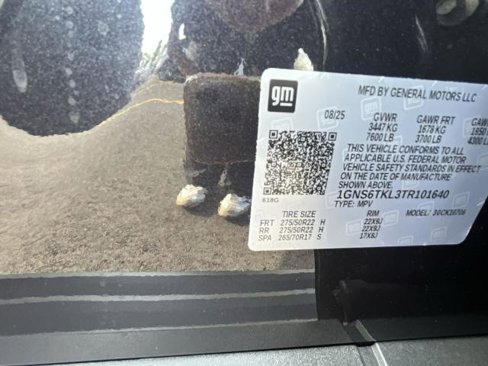 gm
MFD BY GENERAL MOTORS LLC
08/25 GVWR GAWR FRT
3447 KG 1678 KG
7600 LB 3700 LB
THIS VEHICLE CONFORMS TO ALL
APPLICABLE U.S. FEDERAL MOTOR
VEHICLE SAFETY STANDARDS IN EFFECT
ON THE DATE OF MANUFACTURE
SHOWN ABOVE.
1GNS6TKL3TR101640
TYPE: MPV MODEL:
TIRE SIZE RIM
FRT 275/50R22 H 22X9J
RR 275/50R22 H 22X9J
SPA 265/70R17 S 17X8J